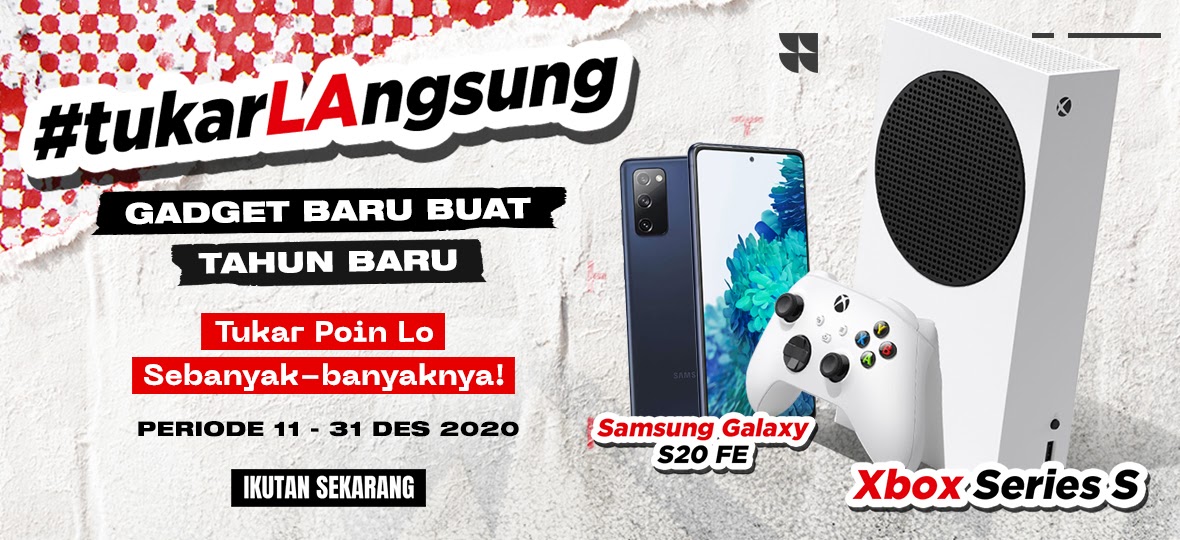 #tukarLAngsung
GADGET BARU BUAT
TAHUN BARU
Tukar Poin Lo
Sebanyak-banyaknya!
PERIODE 11 - 31 DES 2020
IKUTAN SEKARANG
SAMSUNG
Samsung Galaxy
S20 FE
X
Y
B
A
Xbox Series S